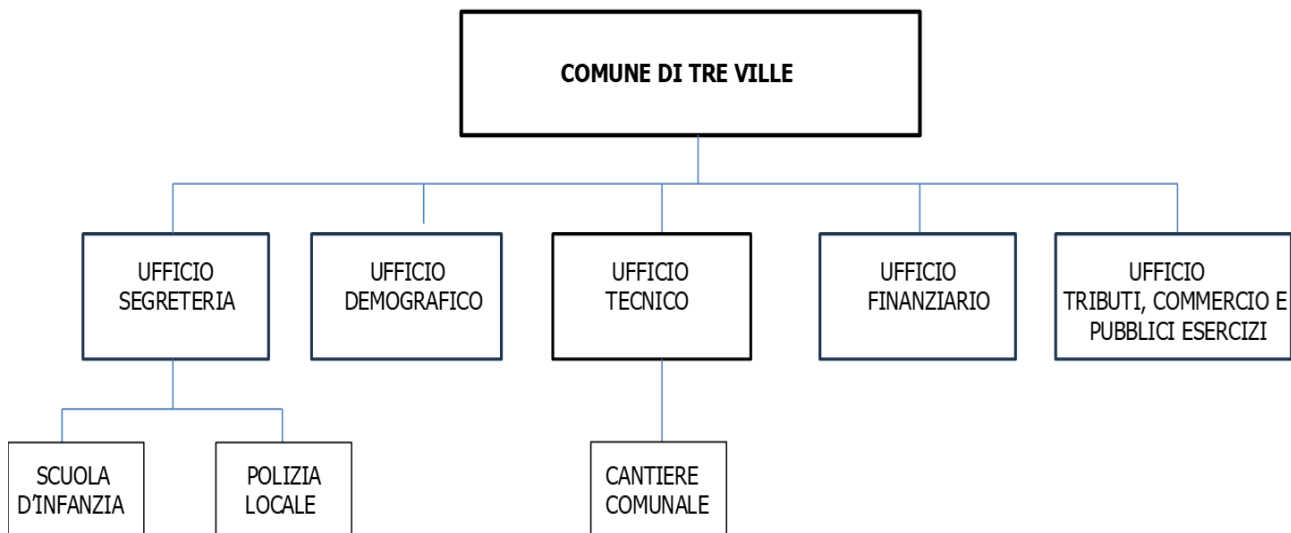 COMUNE DI TRE VILLE
UFFICIO
SEGRETERIA
UFFICIO
DEMOGRAFICO
UFFICIO
TECNICO
UFFICIO
FINANZIARIO
UFFICIO
TRIBUTI, COMMERCIO E
PUBBLICI ESERCIZI
SCUOLA
D'INFANZIA
POLIZIA
LOCALE
CANTIERE
COMUNALE